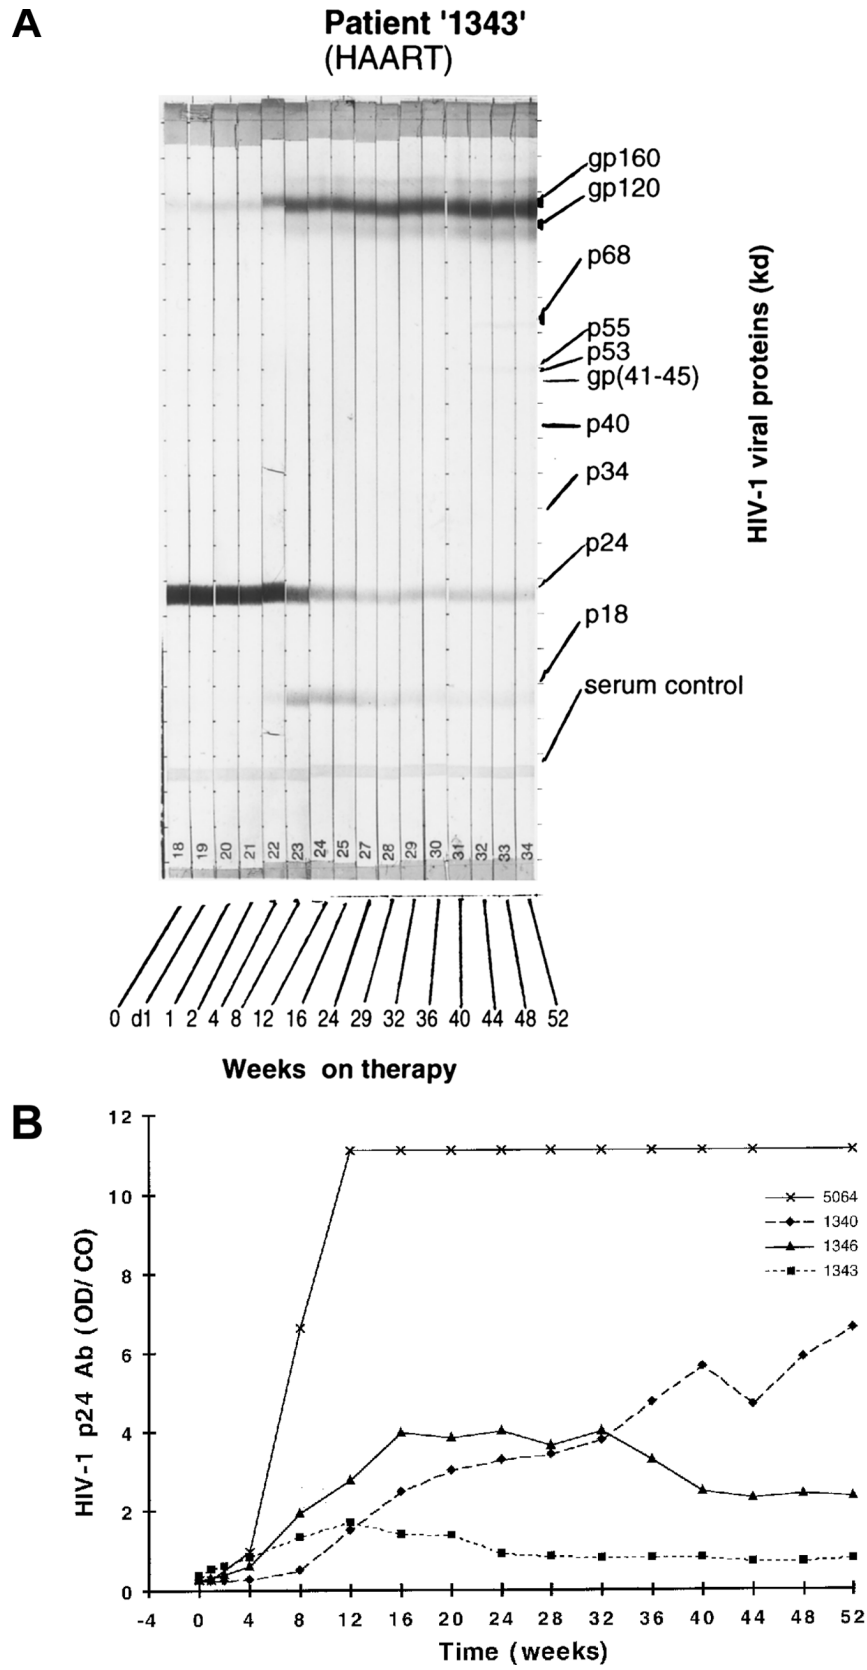 A
Patient '1343'
(HAART)
gp160
gp120
p68
p55
p53
gp(41-45)
p40
p34
p24
p18
serum control
HIV-1 viral proteins (kd)
18 19 20 21 22 23 24 25 27 28 29 30 31 32 33 34
0 d1 1 2 4 8 12 16 24 29 32 36 40 44 48 52
Weeks on therapy
B
12
10
8
6
4
2
0
HIV-1 p24 Ab (OD/CO)
5064
1340
1346
1343
-4 0 4 8 12 16 20 24 28 32 36 40 44 48 52
Time (weeks)